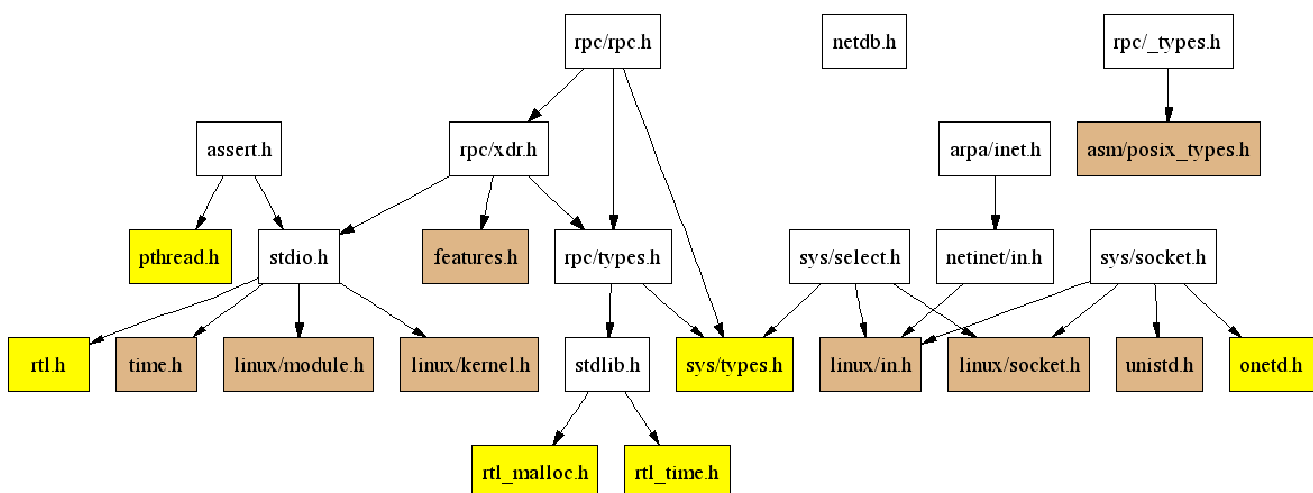 rpc/rpc.h
netdb.h
rpc/_types.h
assert.h
rpc/xdr.h
arpa/inet.h
asm/posix_types.h
pthread.h
stdio.h
features.h
rpc/types.h
sys/select.h
netinet/in.h
sys/socket.h
rtl.h
time.h
linux/module.h
linux/kernel.h
stdlib.h
sys/types.h
linux/in.h
linux/socket.h
unistd.h
onetd.h
rtl_malloc.h
rtl_time.h